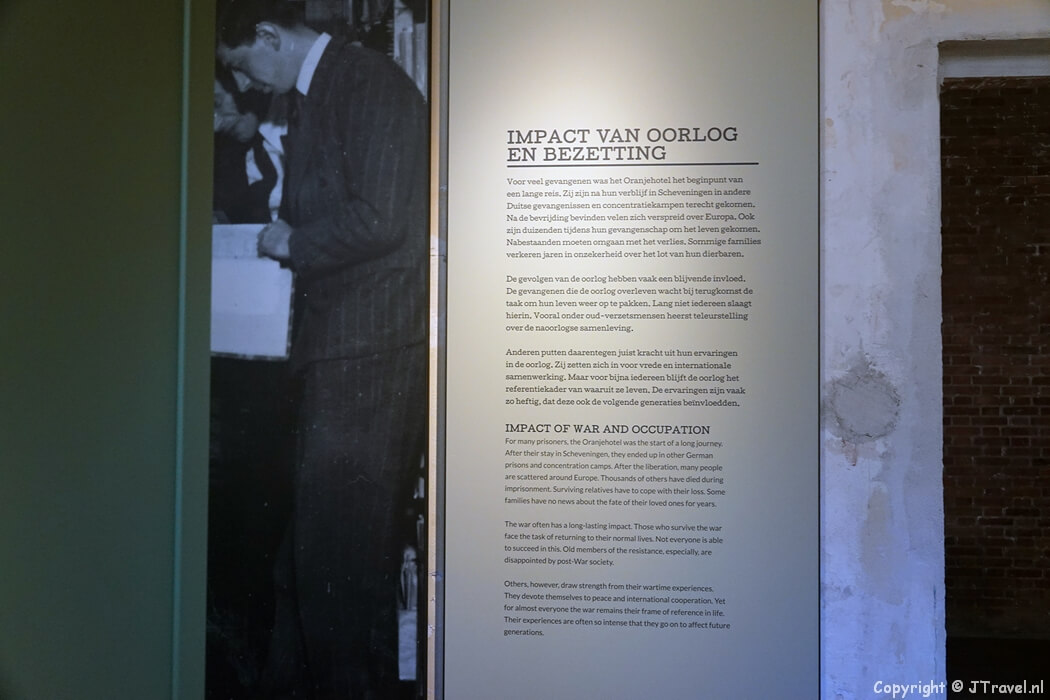 IMPACT VAN OORLOG
EN BEZETTING
Voor veel gevangenen was het Oranjehotel het beginpunt van
een lange reis. Zij zijn na hun verblijf in Scheveningen in andere
Duitse gevangenissen en concentratiekampen terecht gekomen.
Na de bevrijding bevinden velen zich verspreid over Europa. Ook
zijn duizenden tijdens hun gevangenschap om het leven gekomen.
Nabestaanden moeten omgaan met het verlies. Sommige families
verkeren jaren in onzekerheid over het lot van hun dierbaren.
De gevolgen van de oorlog hebben vaak een blijvende invloed.
De gevangenen die de oorlog overleven wacht bij terugkomst de
taak om hun leven weer op te pakken. Lang niet iedereen slaagt
hierin. Vooral onder oud-verzetsmensen heerst teleurstelling
over de naoorlogse samenleving.
Anderen putten daarentegen juist kracht uit hun ervaringen
in de oorlog. Zij zetten zich in voor vrede en internationale
samenwerking. Maar voor bijna iedereen blijft de oorlog het
referentiekader van waaruit ze leven. De ervaringen zijn vaak
zo heftig, dat deze ook de volgende generaties beïnvloedden.
IMPACT OF WAR AND OCCUPATION
For many prisoners, the Oranjehotel was the start of a long journey.
After their stay in Scheveningen, they ended up in other German
prisons and concentration camps. After the liberation, many people
are scattered around Europe. Thousands of others have died during
imprisonment. Surviving relatives have to cope with their loss. Some
families have no news about the fate of their loved ones for years.
The war often has a long-lasting impact. Those who survive the war
face the task of returning to their normal lives. Not everyone is able
to succeed in this. Old members of the resistance, especially, are
disappointed by post-War society.
Others, however, draw strength from their wartime experiences.
They devote themselves to peace and international cooperation. Yet
for almost everyone the war remains their frame of reference in life.
Their experiences are often so intense that they go on to affect future
generations.
Copyright © JTravel.nl